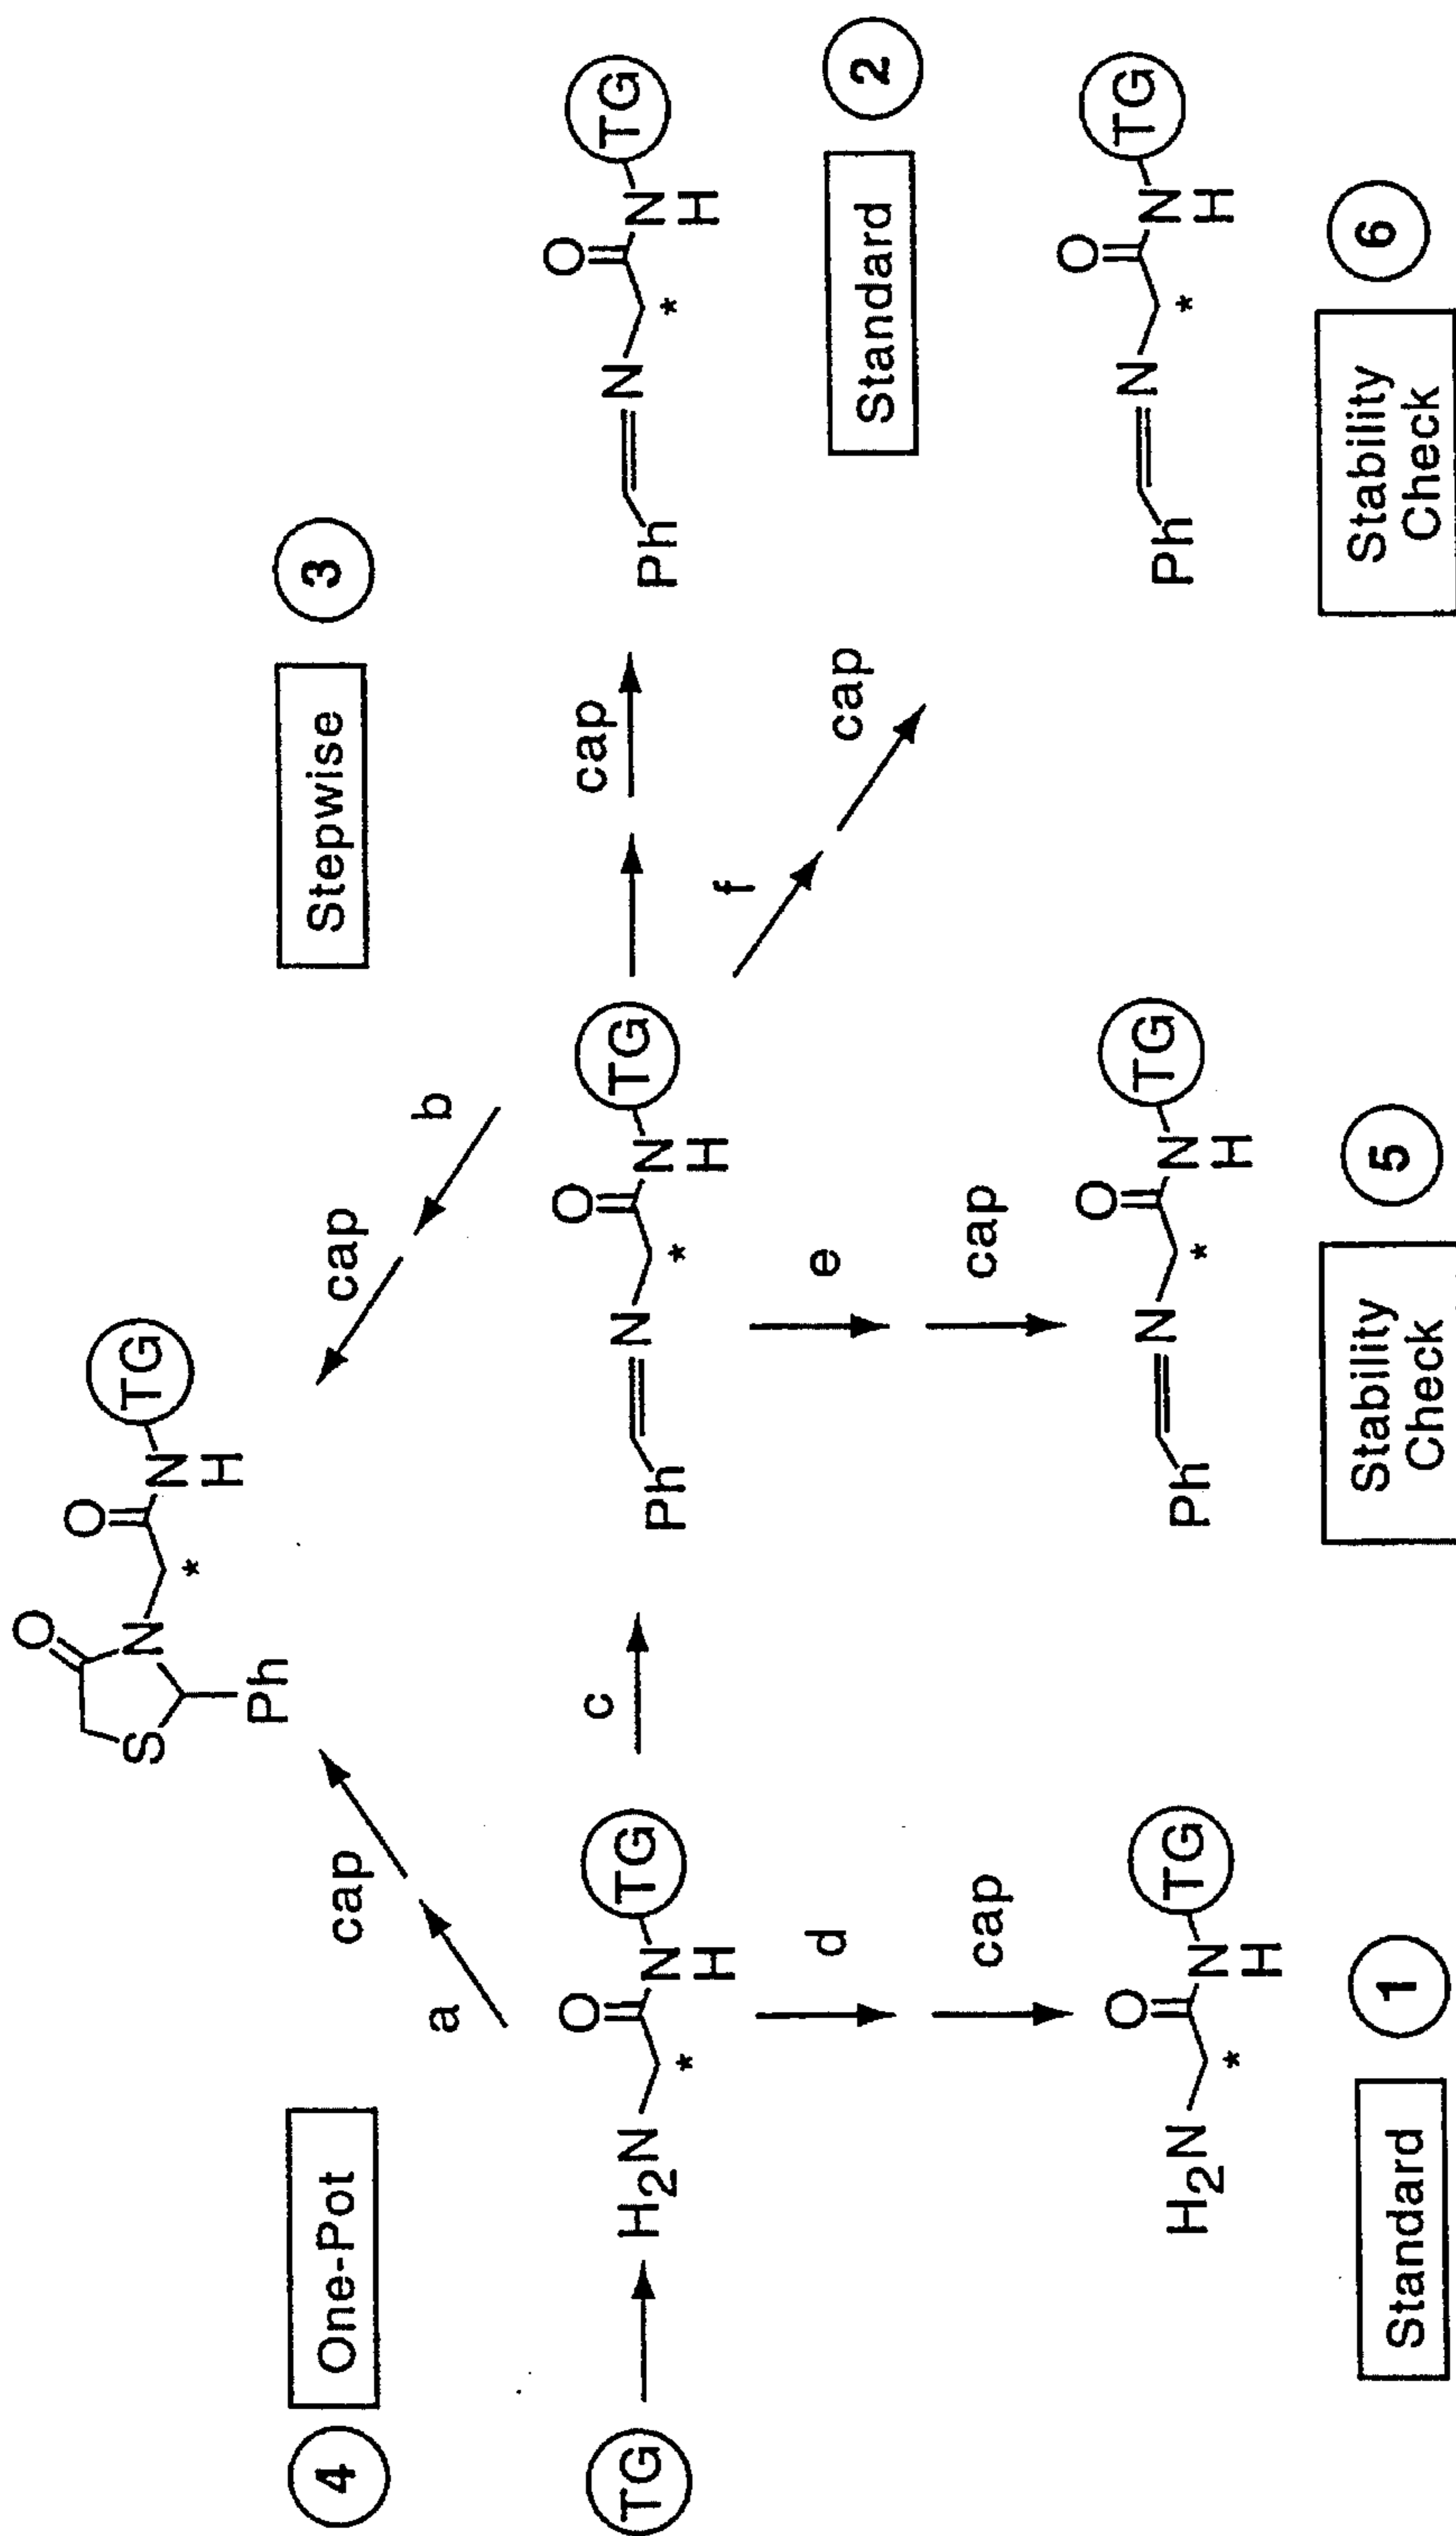 O
O
N
N
H
TG
S
*
Ph
4
One-Pot
Stepwise
3
a
cap
cap
b
TG
H2N
O
N
H
TG
*
c
Ph
N
O
N
H
TG
*
cap
Ph
N
O
N
H
TG
*
d
e
f
cap
Standard
2
cap
cap
H2N
O
N
H
TG
*
Ph
N
O
N
H
TG
*
Ph
N
O
N
H
TG
*
Standard
1
Stability
Check
5
Stability
Check
6